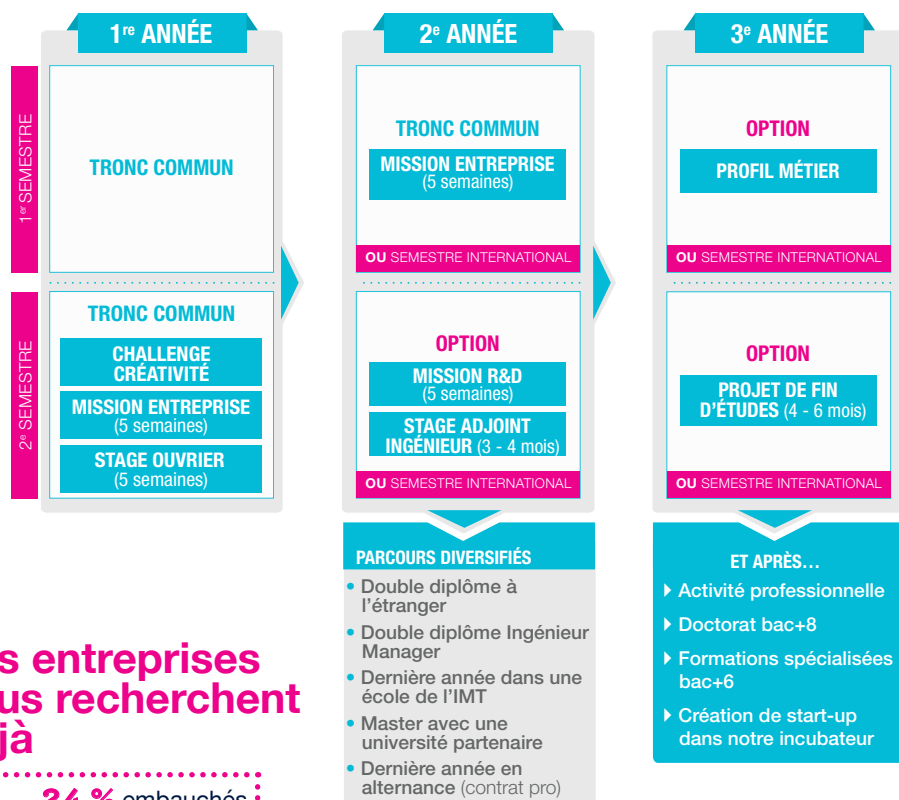 1re ANNÉE
1er SEMESTRE
TRONC COMMUN
2e SEMESTRE
TRONC COMMUN
CHALLENGE
CRÉATIVITÉ
MISSION ENTREPRISE
(5 semaines)
STAGE OUVRIER
(5 semaines)
2e ANNÉE
TRONC COMMUN
MISSION ENTREPRISE
(5 semaines)
OU SEMESTRE INTERNATIONAL
OPTION
MISSION R&D
(5 semaines)
STAGE ADJOINT
INGÉNIEUR (3 - 4 mois)
OU SEMESTRE INTERNATIONAL
3e ANNÉE
OPTION
PROFIL MÉTIER
OU SEMESTRE INTERNATIONAL
OPTION
PROJET DE FIN
D'ÉTUDES (4 - 6 mois)
OU SEMESTRE INTERNATIONAL
PARCOURS DIVERSIFIÉS
• Double diplôme à
l'étranger
• Double diplôme Ingénieur
Manager
• Dernière année dans une
école de l'IMT
• Master avec une
université partenaire
• Dernière année en
alternance (contrat pro)
ET APRÈS...
Activité professionnelle
Doctorat bac+8
Formations spécialisées
bac+6
Création de start-up
dans notre incubateur
s entreprises
us recherchent
jà
% embauchés